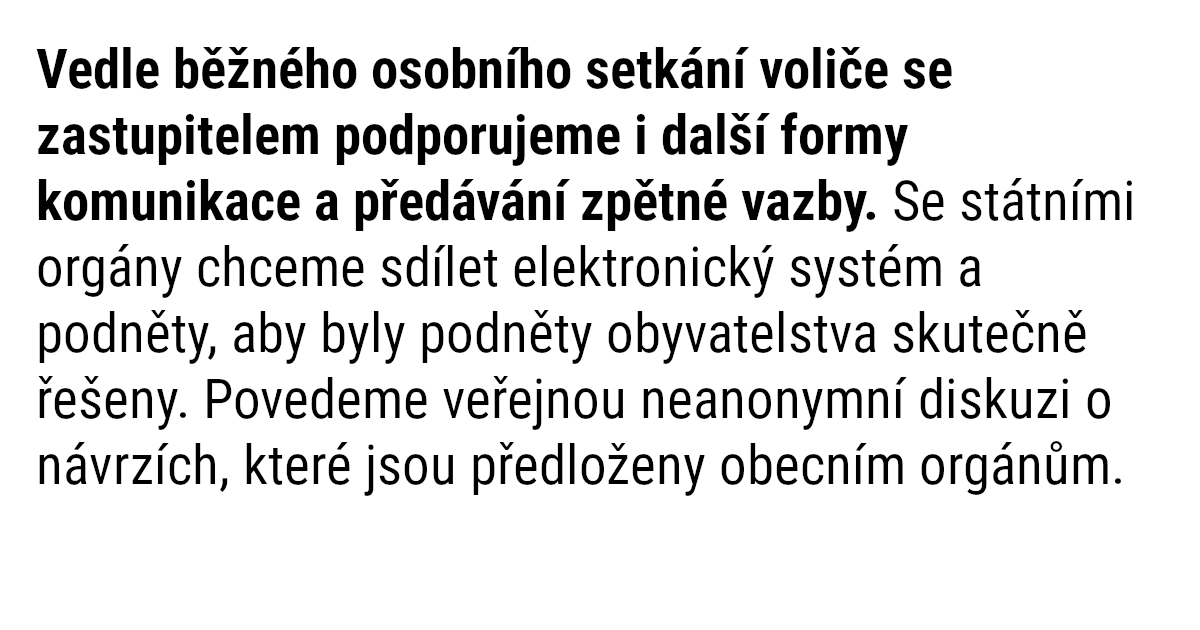 Vedle běžného osobního setkání voliče se
zastupitelem podporujeme i další formy
komunikace a předávání zpětné vazby. Se státními
orgány chceme sdílet elektronický systém a
podněty, aby byly podněty obyvatelstva skutečně
řešeny. Povedeme veřejnou neanonymní diskuzi o
návrzích, které jsou předloženy obecním orgánům.